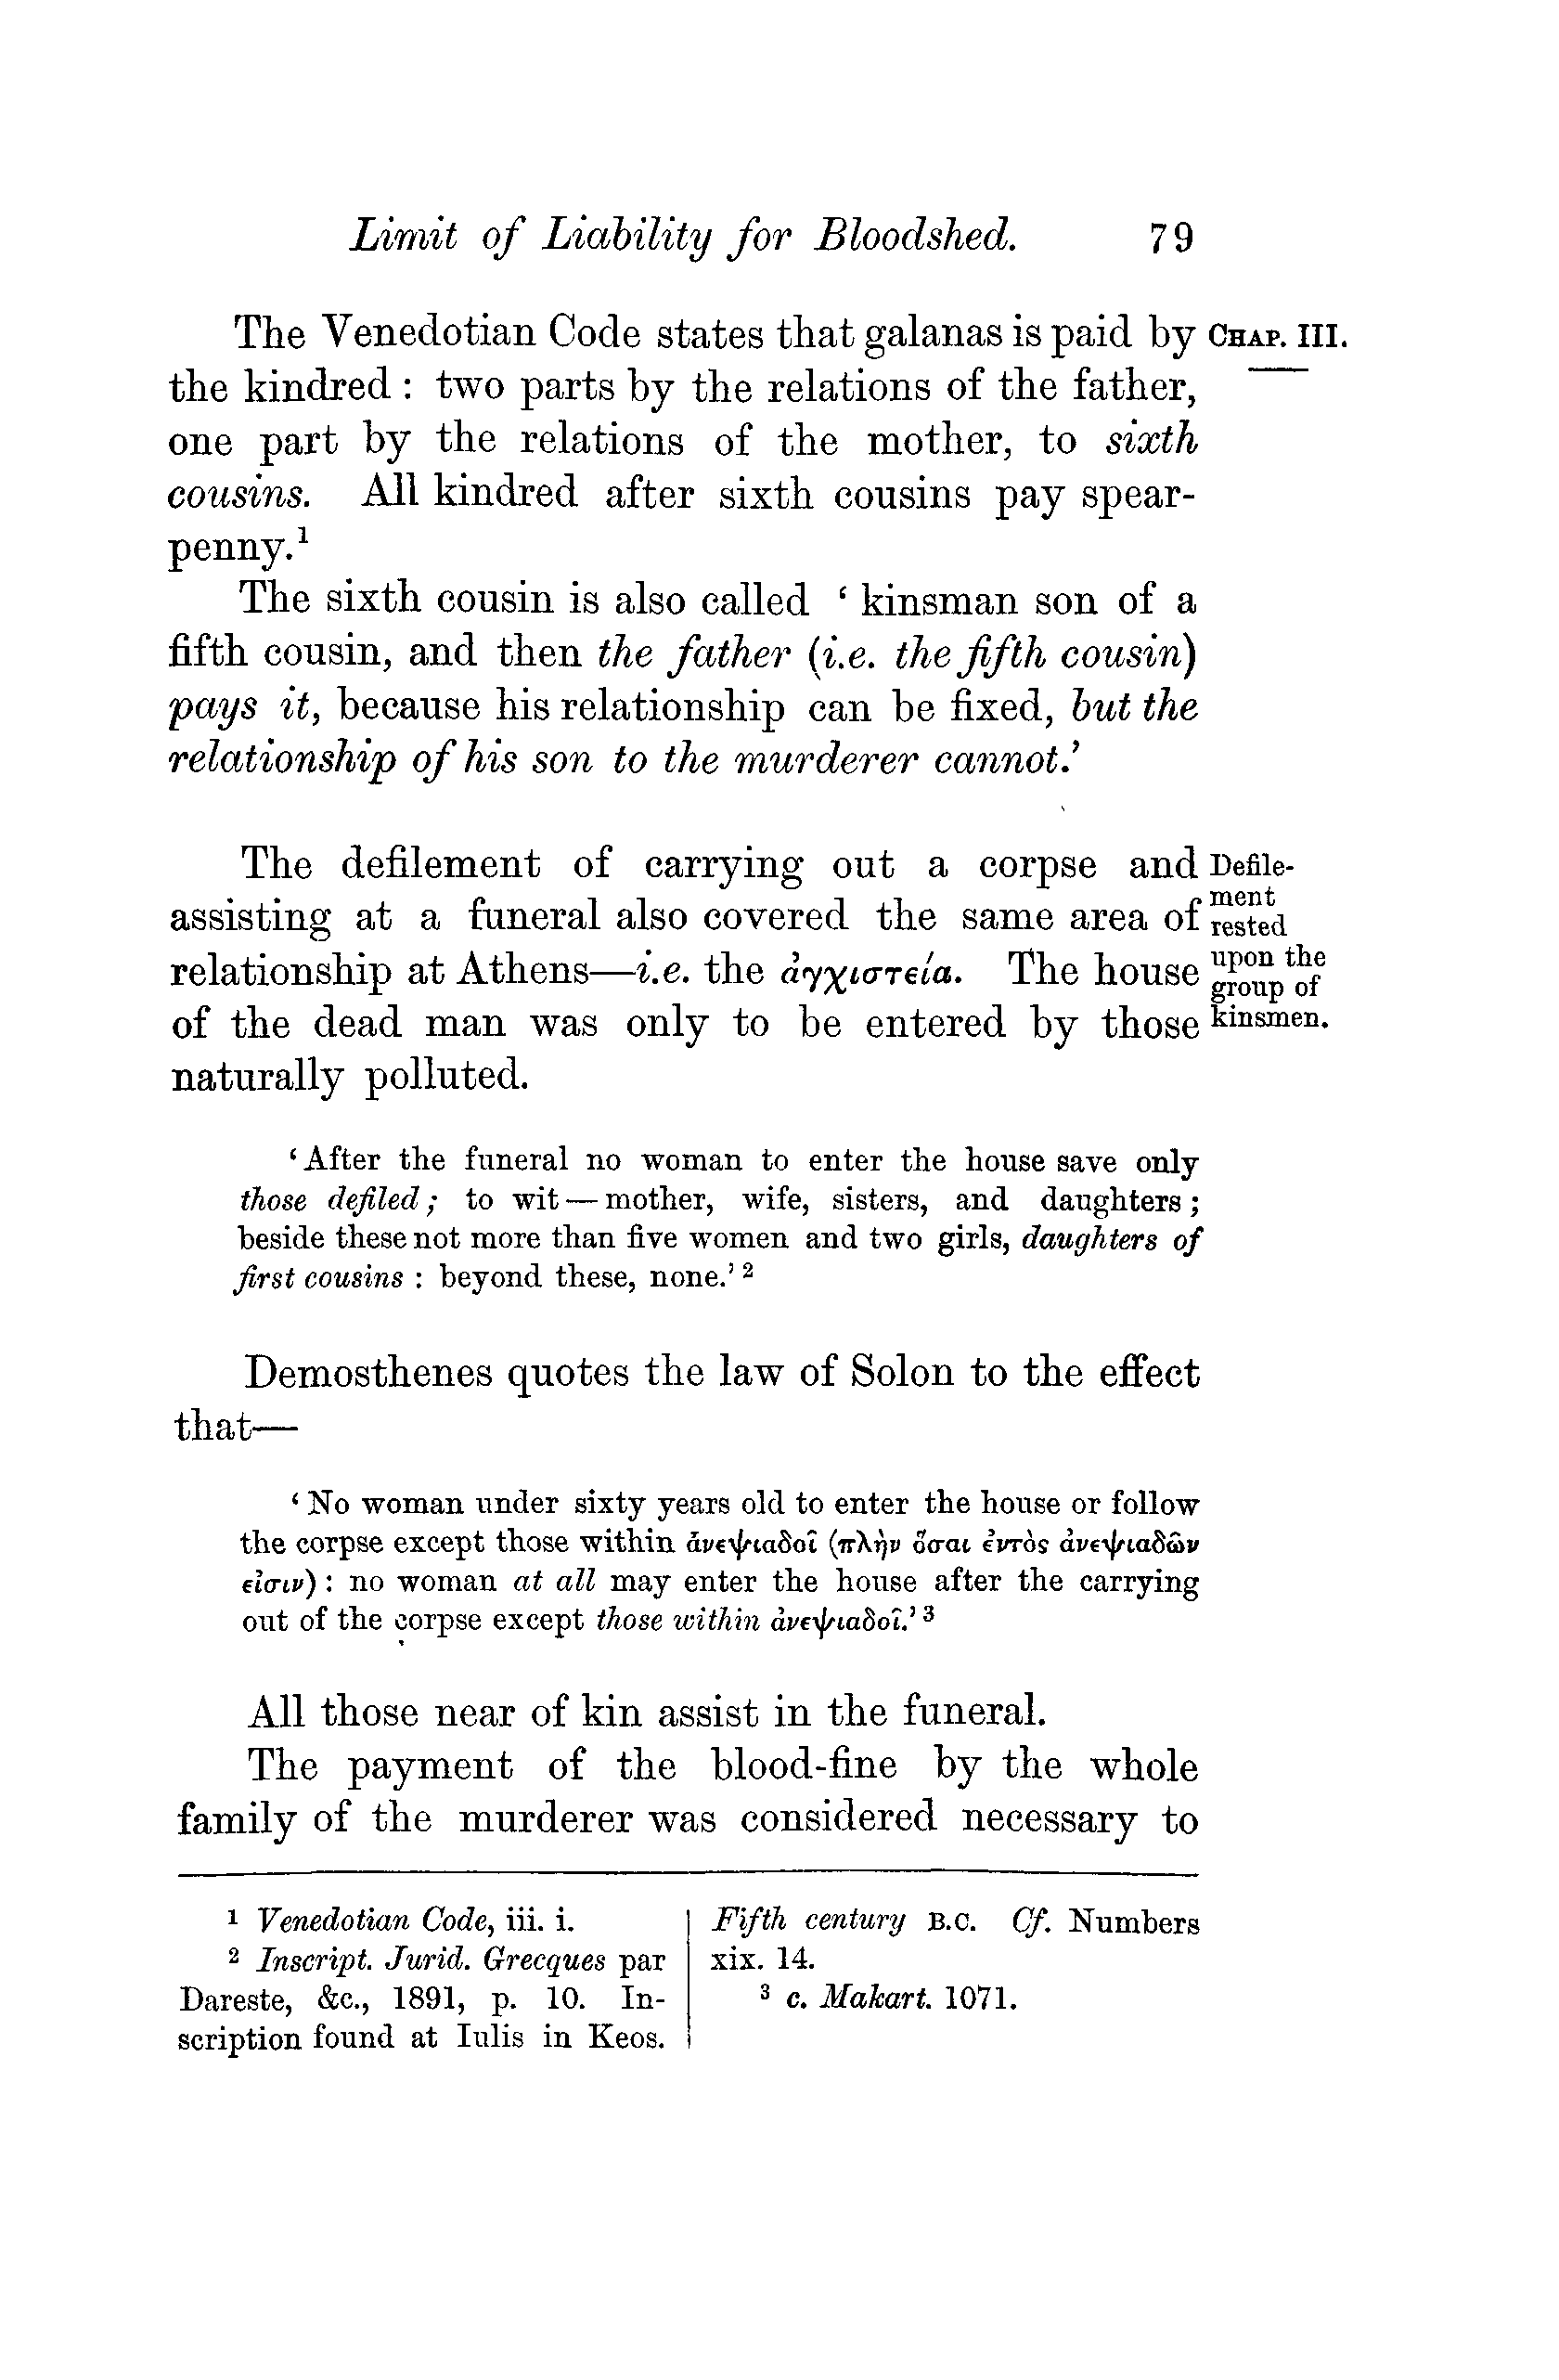 Limit of Liability for Bloodshed. 79
The Venedotian Code states that galanas is paid by
CHAP. III.
the kindred : two parts by the relations of the father,
one part by the relations of the mother, to sixth
cousins. All kindred after sixth cousins pay spear-
penny.¹
The sixth cousin is also called ‘ kinsman son of a
fifth cousin, and then the father (i.e. the fifth cousin)
pays it, because his relationship can be fixed, but the
relationship of his son to the murderer cannot.’
The defilement of carrying out a corpse and
assisting at a funeral also covered the same area of
relationship at Athens—i.e. the ἀγχιστεία. The house
of the dead man was only to be entered by those
naturally polluted.
Defile-
ment
rested
upon the
group of
kinsmen.
‘ After the funeral no woman to enter the house save only
those defiled ; to wit — mother, wife, sisters, and daughters ;
beside these not more than five women and two girls, daughters of
first cousins : beyond these, none.’ ²
Demosthenes quotes the law of Solon to the effect
that—
‘ No woman under sixty years old to enter the house or follow
the corpse except those within ἀνεψιαδοῖ (πλὴν ὅσαι ἐντὸς ἀνεψιαδῶν
εἰσιν) : no woman at all may enter the house after the carrying
out of the corpse except those within ἀνεψιαδοῖ.’ ³
All those near of kin assist in the funeral.
The payment of the blood-fine by the whole
family of the murderer was considered necessary to
¹ Venedotian Code, iii. i.
² Inscript. Jurid. Grecques par
Dareste, &c., 1891, p. 10. In-
scription found at Iulis in Keos.
Fifth century B.C. Cf. Numbers
xix. 14.
³ c. Makart. 1071.